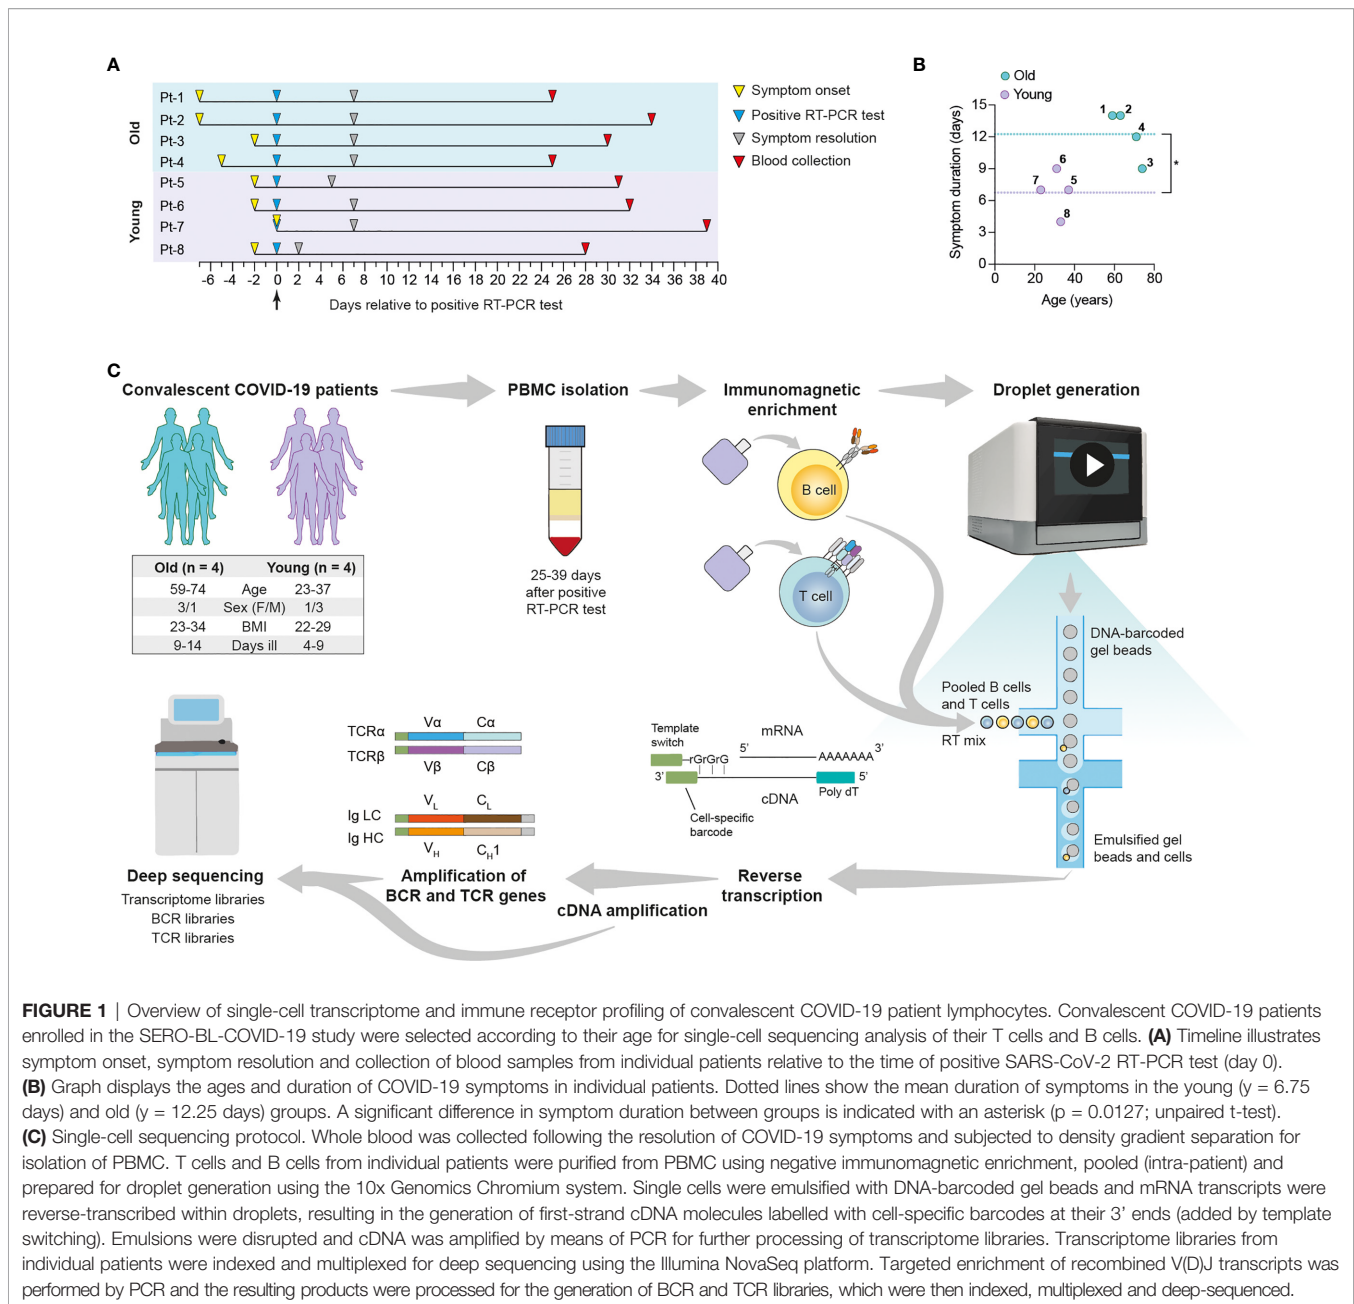 A
Old
Young
Pt-1
Pt-2
Pt-3
Pt-4
Pt-5
Pt-6
Pt-7
Pt-8
-6 -4 -2 0 2 4 6 8 10 12 14 16 18 20 22 24 26 28 30 32 34 36 38 40
Days relative to positive RT-PCR test
Symptom onset
Positive RT-PCR test
Symptom resolution
Blood collection
B
Old
Young
Symptom duration (days)
15
12
9
6
3
0
1 2
4
3
6
7 5
8
*
0 20 40 60 80
Age (years)
C
Convalescent COVID-19 patients
Old (n = 4) Young (n = 4)
59-74 Age 23-37
3/1 Sex (F/M) 1/3
23-34 BMI 22-29
9-14 Days ill 4-9
PBMC isolation
25-39 days
after positive
RT-PCR test
Immunomagnetic
enrichment
B cell
T cell
Droplet generation
DNA-barcoded
gel beads
Pooled B cells
and T cells
RT mix
Emulsified gel
beads and cells
Template
switch
rGrGrG
mRNA
5' AAAAAAA 3'
3' 5'
cDNA
Poly dT
Cell-specific
barcode
Reverse
transcription
cDNA amplification
Vα Cα
TCRα
TCRβ
Vβ Cβ
VL CL
Ig LC
Ig HC
VH CH1
Amplification of
BCR and TCR genes
Deep sequencing
Transcriptome libraries
BCR libraries
TCR libraries
FIGURE 1 | Overview of single-cell transcriptome and immune receptor profiling of convalescent COVID-19 patient lymphocytes. Convalescent COVID-19 patients
enrolled in the SERO-BL-COVID-19 study were selected according to their age for single-cell sequencing analysis of their T cells and B cells. (A) Timeline illustrates
symptom onset, symptom resolution and collection of blood samples from individual patients relative to the time of positive SARS-CoV-2 RT-PCR test (day 0).
(B) Graph displays the ages and duration of COVID-19 symptoms in individual patients. Dotted lines show the mean duration of symptoms in the young (y = 6.75
days) and old (y = 12.25 days) groups. A significant difference in symptom duration between groups is indicated with an asterisk (p = 0.0127; unpaired t-test).
(C) Single-cell sequencing protocol. Whole blood was collected following the resolution of COVID-19 symptoms and subjected to density gradient separation for
isolation of PBMC. T cells and B cells from individual patients were purified from PBMC using negative immunomagnetic enrichment, pooled (intra-patient) and
prepared for droplet generation using the 10x Genomics Chromium system. Single cells were emulsified with DNA-barcoded gel beads and mRNA transcripts were
reverse-transcribed within droplets, resulting in the generation of first-strand cDNA molecules labelled with cell-specific barcodes at their 3' ends (added by template
switching). Emulsions were disrupted and cDNA was amplified by means of PCR for further processing of transcriptome libraries. Transcriptome libraries from
individual patients were indexed and multiplexed for deep sequencing using the Illumina NovaSeq platform. Targeted enrichment of recombined V(D)J transcripts was
performed by PCR and the resulting products were processed for the generation of BCR and TCR libraries, which were then indexed, multiplexed and deep-sequenced.